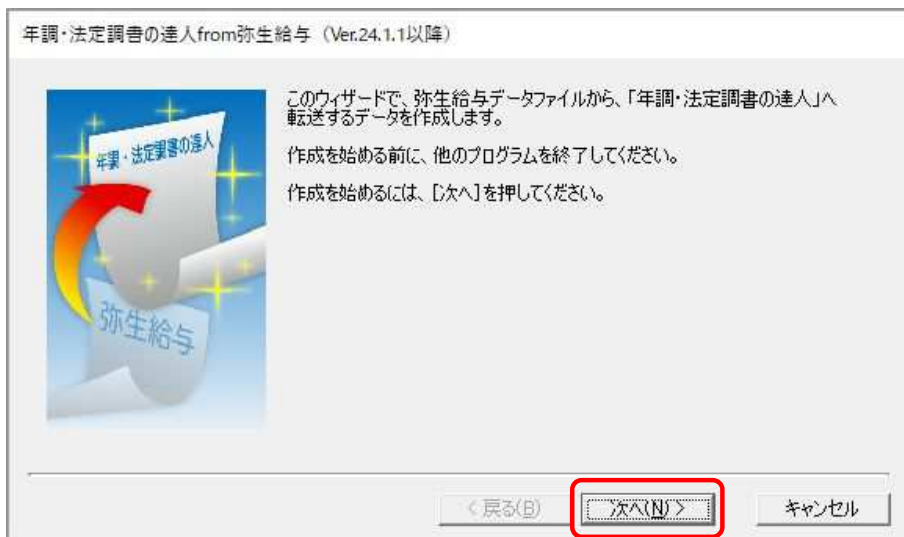 年調・法定調書の達人from弥生給与（Ver.24.1.1以降）
年調・法定調書の達人
弥生給与
このウィザードで、弥生給与データファイルから、「年調・法定調書の達人」へ
転送するデータを作成します。
作成を始める前に、他のプログラムを終了してください。
作成を始めるには、[次へ]を押してください。
< 戻る(B)
次へ(N) >
キャンセル